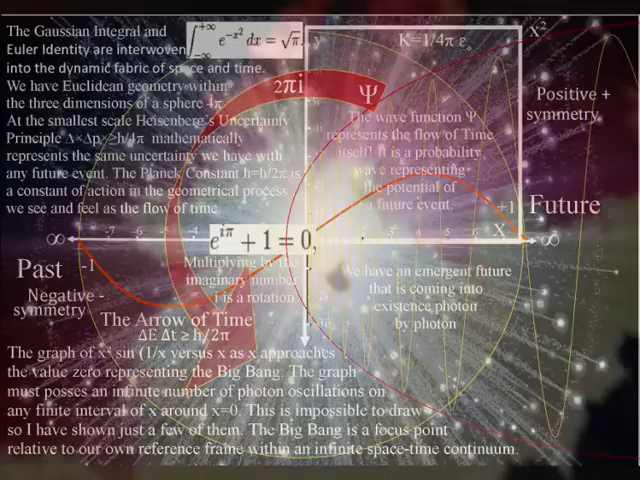 The Gaussian Integral and
Euler Identity are interwoven
into the dynamic fabric of space and time.
We have Euclidean geometry within
the three dimensions of a sphere 4π.
At the smallest scale Heisenberg's Uncertainty
Principle Δ×Δpₓ≥h/4π mathematically
represents the same uncertainty we have with
any future event. The Planck Constant ħ=h/2π is
a constant of action in the geometrical process
we see and feel as the flow of time.
∫₋∞⁺∞ e^(-x²) dx = √π
y
K=1/4π ε₀
X²
2πi
Ψ
The wave function Ψ
represents the flow of Time
itself! It is a probability
wave representing
the potential of
a future event.
Positive +
symmetry
+1
Future
∞ -7 -6 -5 -4
X
∞
e^(iπ) + 1 = 0,
Past
-1
Negative -
symmetry
Multiplying by the
imaginary number
i is a rotation
We have an emergent future
that is coming into
existence photon
by photon
The Arrow of Time
ΔE Δt ≥ h/2π
The graph of x² sin (1/x versus x as x approaches
the value zero representing the Big Bang. The graph
must posses an infinite number of photon oscillations on
any finite interval of x around x=0. This is impossible to draw
so I have shown just a few of them. The Big Bang is a focus point
relative to our own reference frame within an infinite space-time continuum.